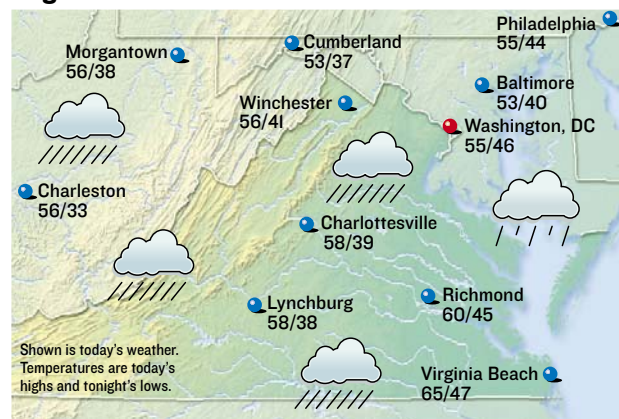 Philadelphia
55/44
Morgantown
56/38
Cumberland
53/37
Baltimore
53/40
Winchester
56/41
Washington, DC
55/46
Charleston
56/33
Charlottesville
58/39
Lynchburg
58/38
Richmond
60/45
Shown is today's weather.
Temperatures are today's
highs and tonight's lows.
Virginia Beach
65/47